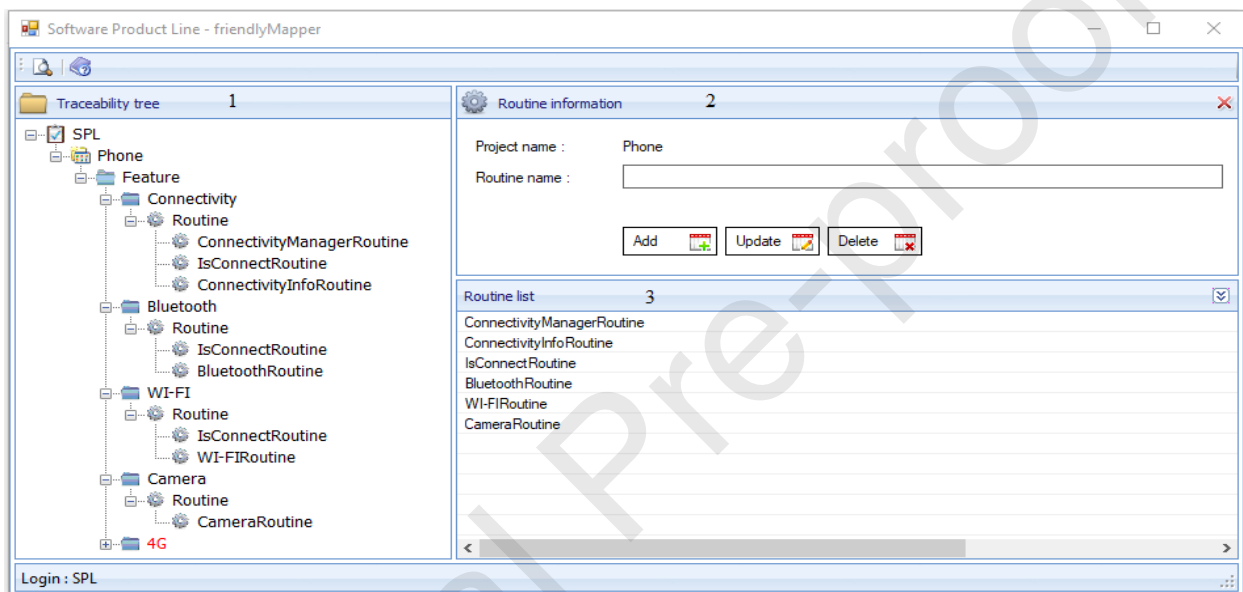 Software Product Line - friendlyMapper
Traceability tree 1
SPL
Phone
Feature
Connectivity
Routine
ConnectivityManagerRoutine
IsConnectRoutine
ConnectivityInfoRoutine
Bluetooth
Routine
IsConnectRoutine
BluetoothRoutine
WI-FI
Routine
IsConnectRoutine
WI-FIRoutine
Camera
Routine
CameraRoutine
4G
Routine information 2
Project name : Phone
Routine name :
Add Update Delete
Routine list 3
ConnectivityManagerRoutine
ConnectivityInfoRoutine
IsConnectRoutine
BluetoothRoutine
WI-FIRoutine
CameraRoutine
Login : SPL
al Pre-proof